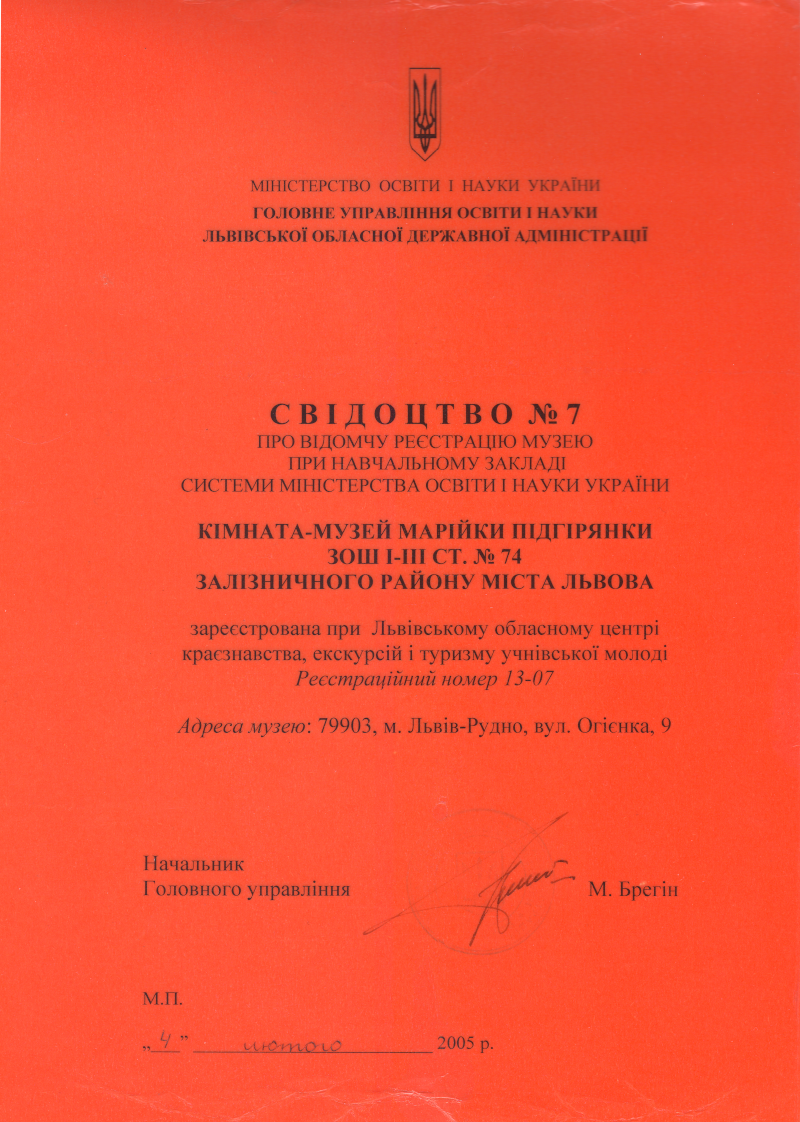 МІНІСТЕРСТВО ОСВІТИ І НАУКИ УКРАЇНИ
ГОЛОВНЕ УПРАВЛІННЯ ОСВІТИ І НАУКИ
ЛЬВІВСЬКОЇ ОБЛАСНОЇ ДЕРЖАВНОЇ АДМІНІСТРАЦІЇ
С В І Д О Ц Т В О № 7
ПРО ВІДОМЧУ РЕЄСТРАЦІЮ МУЗЕЮ
ПРИ НАВЧАЛЬНОМУ ЗАКЛАДІ
СИСТЕМИ МІНІСТЕРСТВА ОСВІТИ І НАУКИ УКРАЇНИ
КІМНАТА-МУЗЕЙ МАРІЙКИ ПІДГІРЯНКИ
ЗОШ І-ІІІ СТ. № 74
ЗАЛІЗНИЧНОГО РАЙОНУ МІСТА ЛЬВОВА
зареєстрована при Львівському обласному центрі
краєзнавства, екскурсій і туризму учнівської молоді
Реєстраційний номер 13-07
Адреса музею: 79903, м. Львів-Рудно, вул. Огієнка, 9
Начальник
Головного управління М. Брегін
М.П.
„ 4 ” лютого 2005 р.